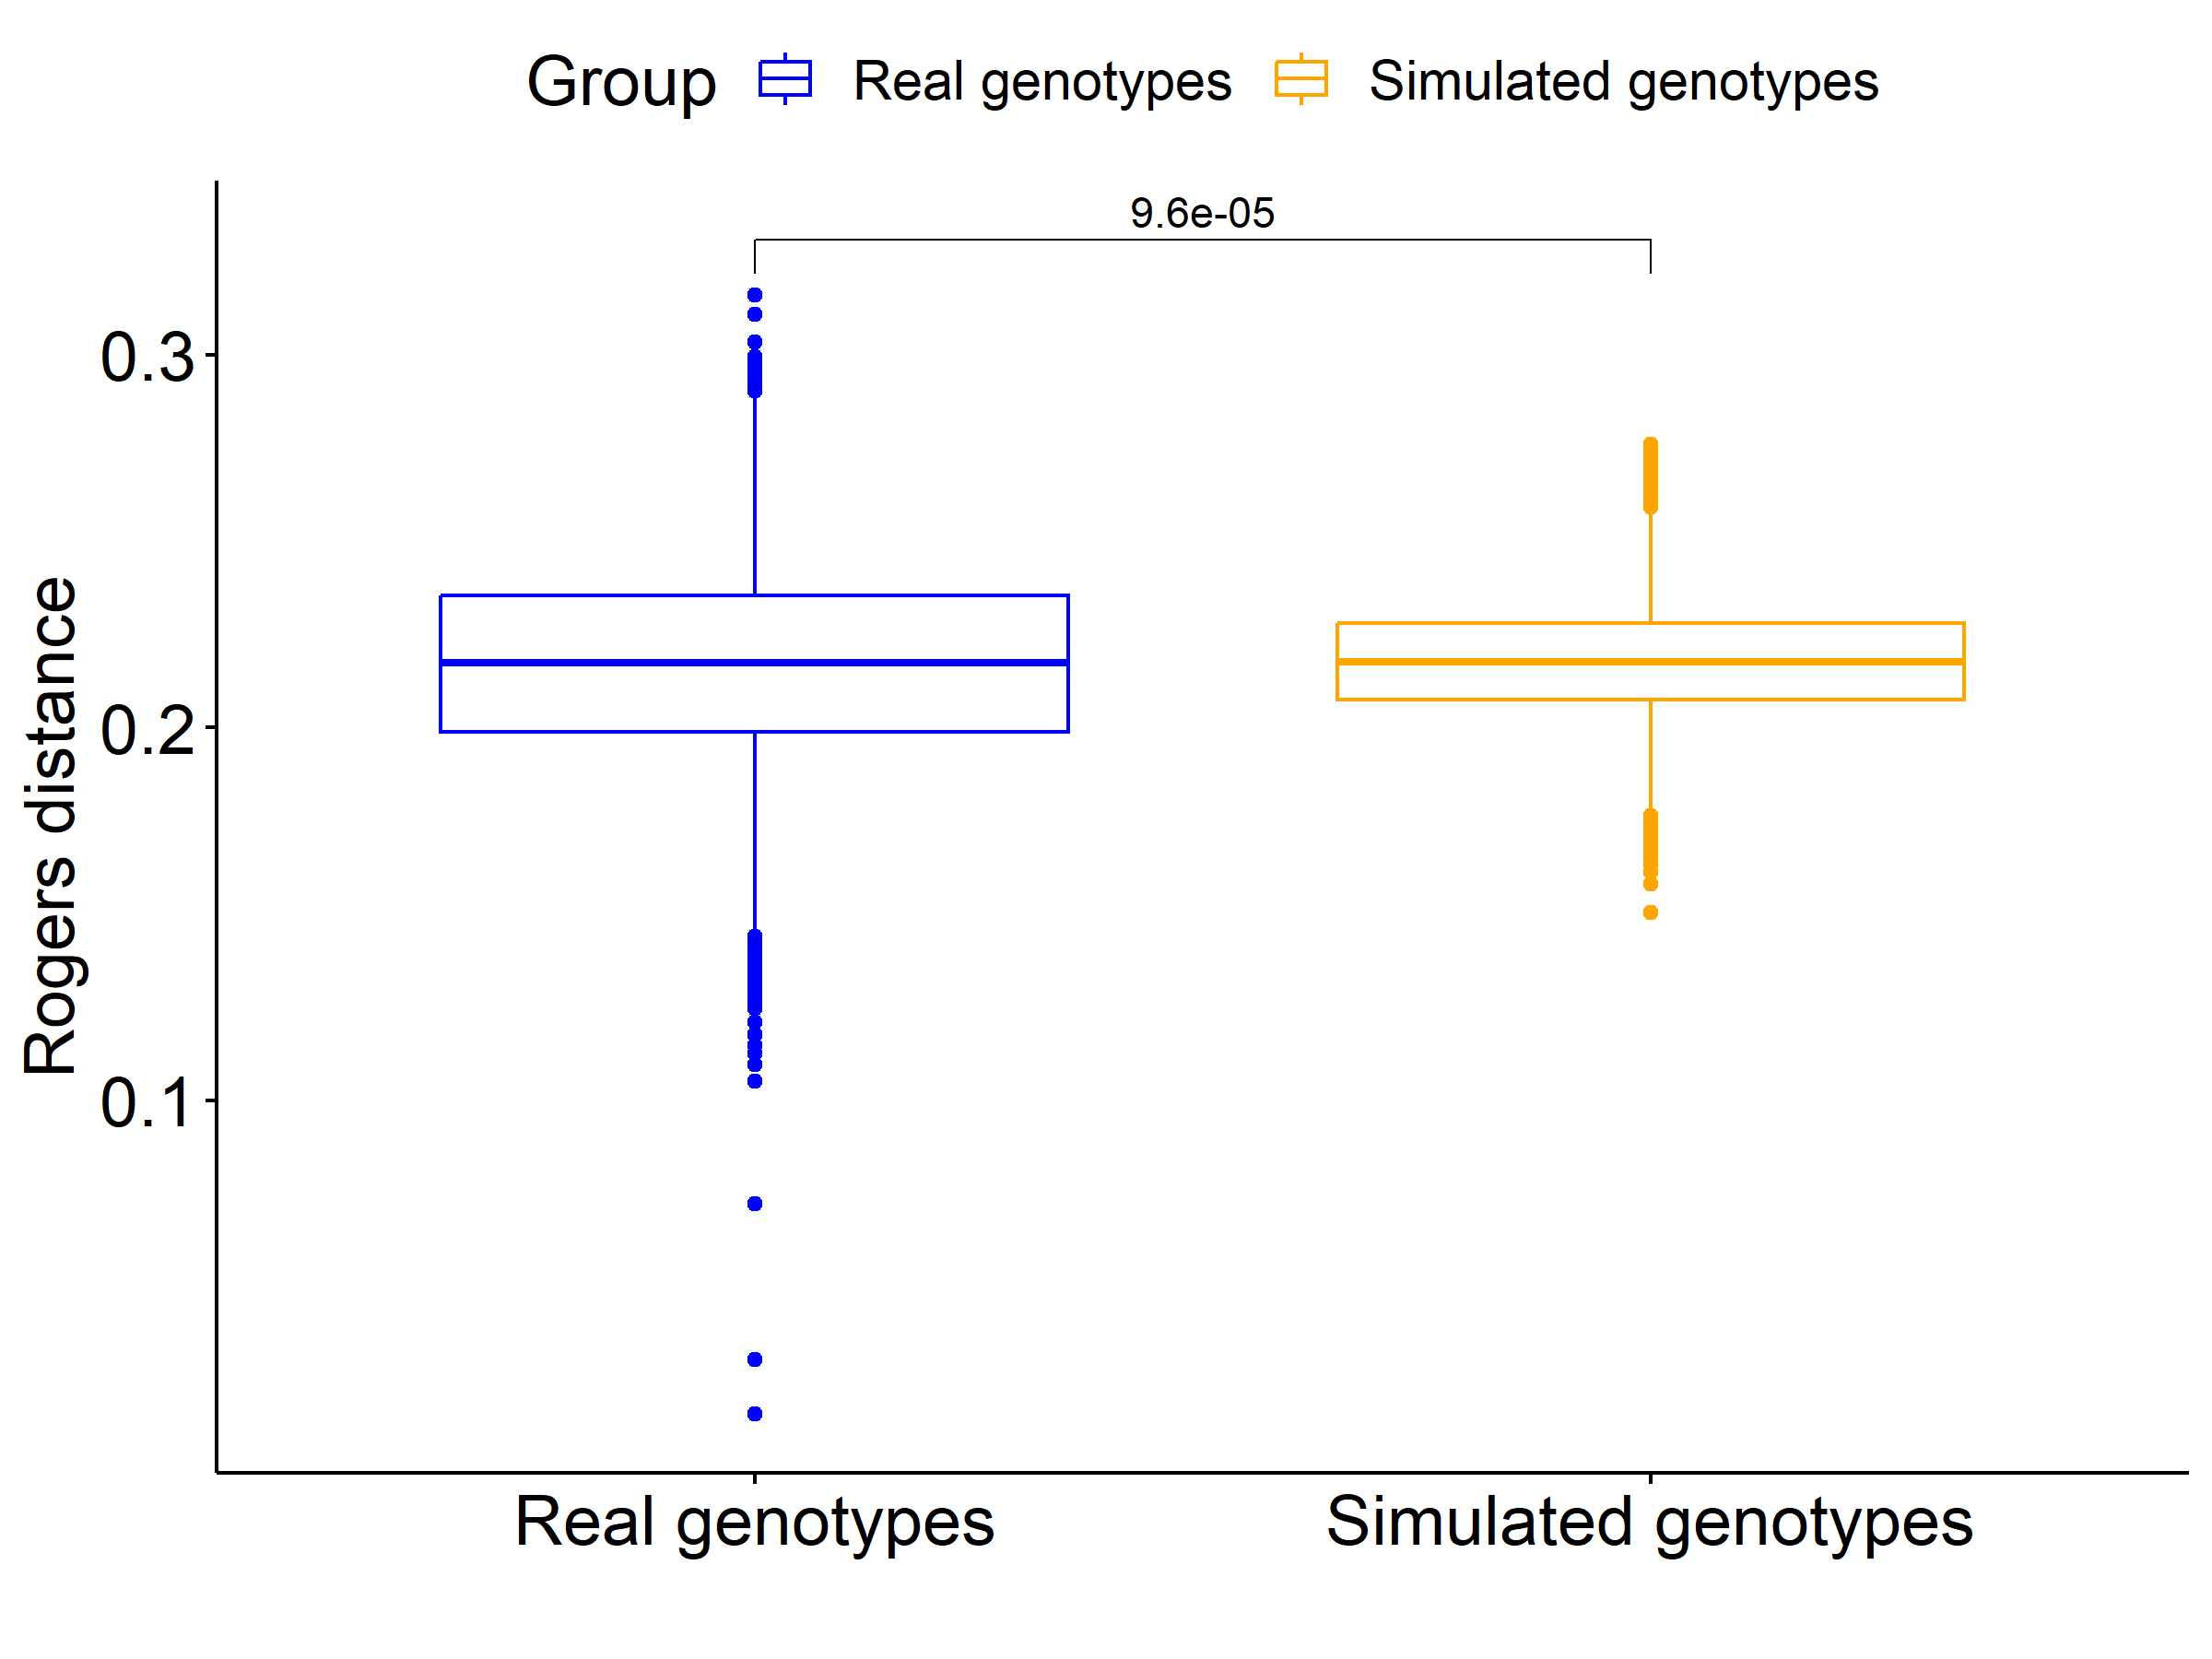 Group Real genotypes Simulated genotypes
9.6e-05
0.3
0.2
0.1
Rogers distance
Real genotypes Simulated genotypes